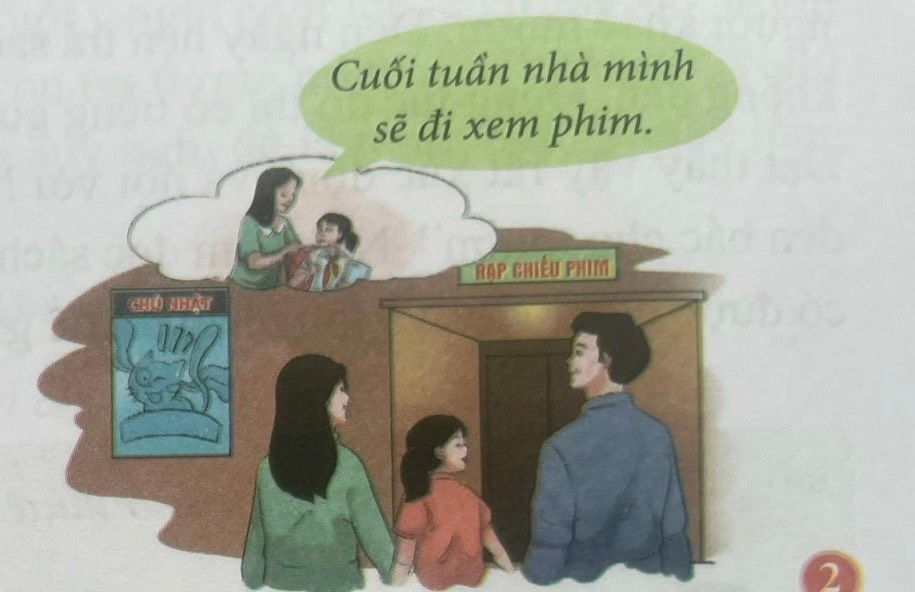 Cuối tuần nhà mình
sẽ đi xem phim.
RẠP CHIẾU PHIM
CHỦ NHẬT
2